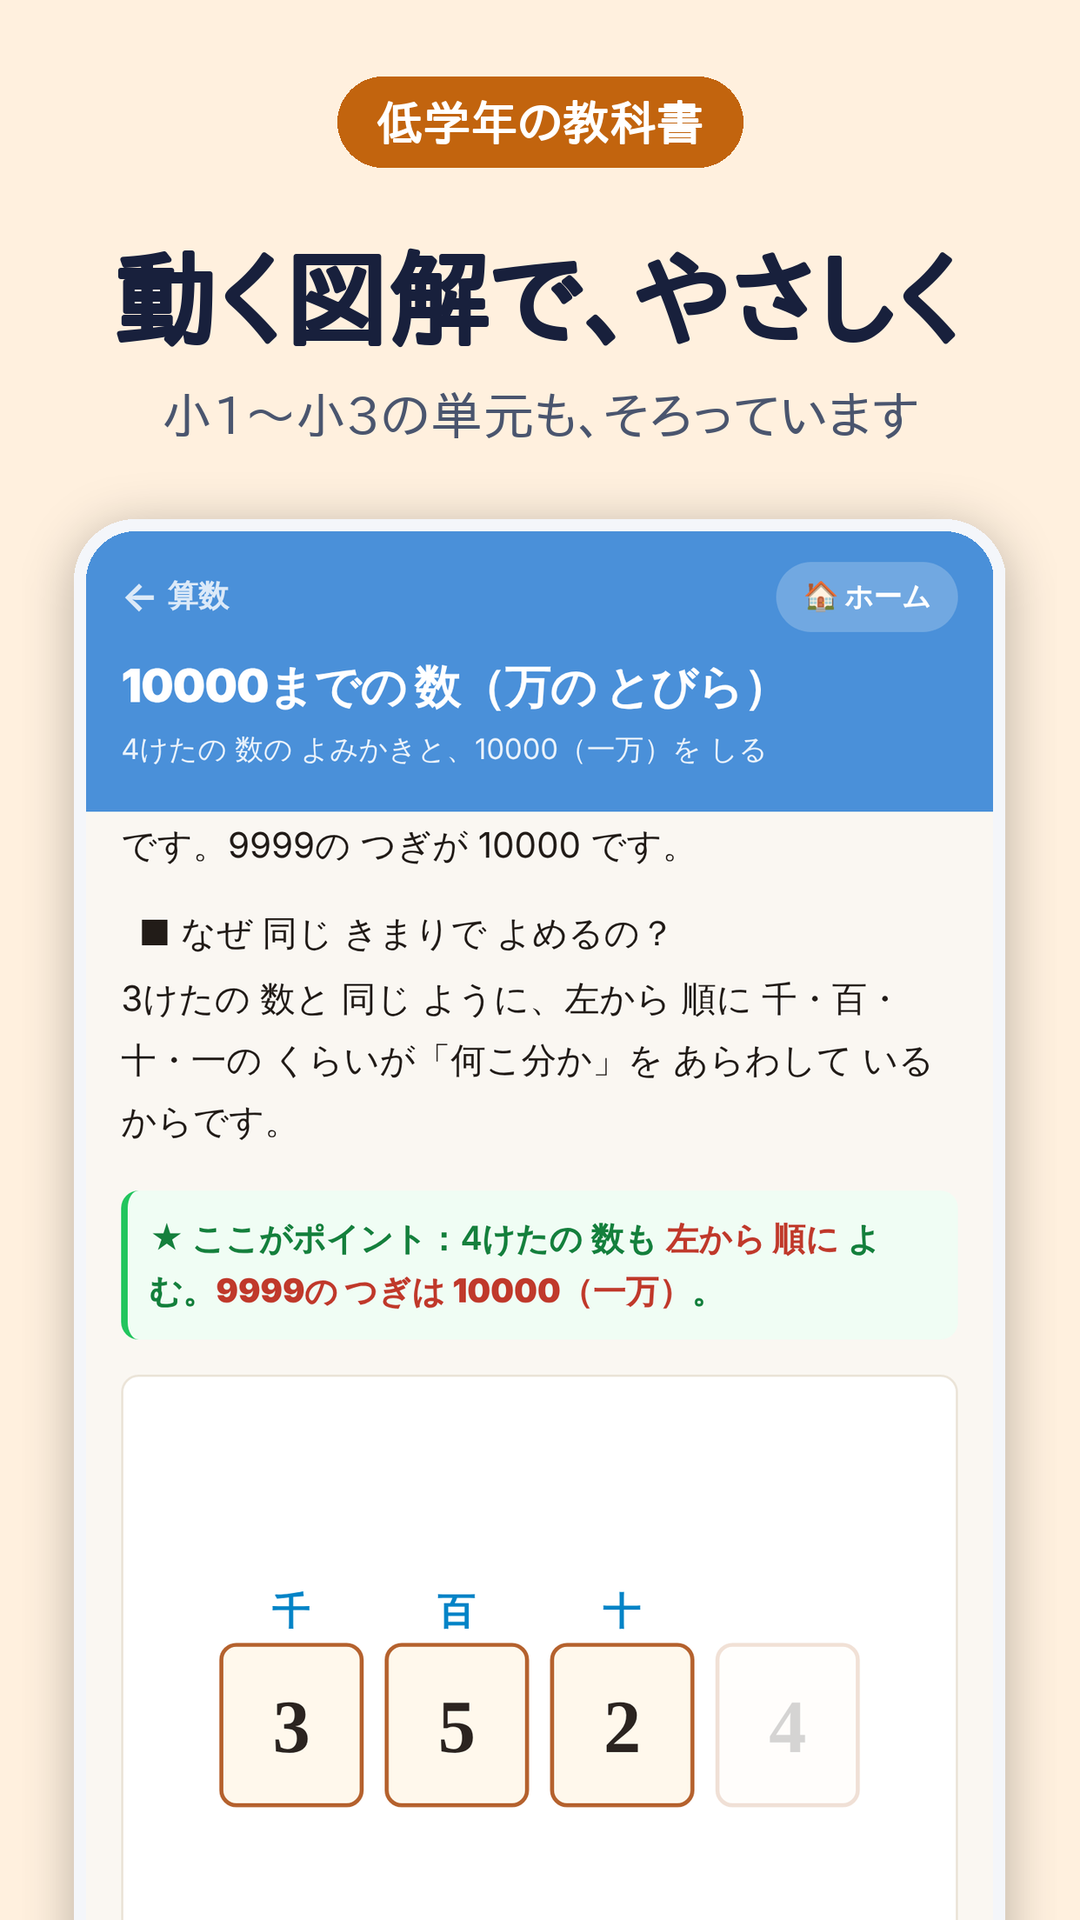 低学年の教科書
動く図解で、やさしく
小1〜小3の単元も、そろっています
← 算数
🏠 ホーム
10000までの 数（万の とびら）
4けたの 数の よみかきと、10000（一万）を しる
です。9999の つぎが 10000 です。
■ なぜ 同じ きまりで よめるの？
3けたの 数と 同じ ように、左から 順に 千・百・
十・一の くらいが「何こ分か」を あらわして いる
からです。
★ ここがポイント：4けたの 数も 左から 順に よ
む。9999の つぎは 10000（一万）。
千 百 十
3 5 2 4